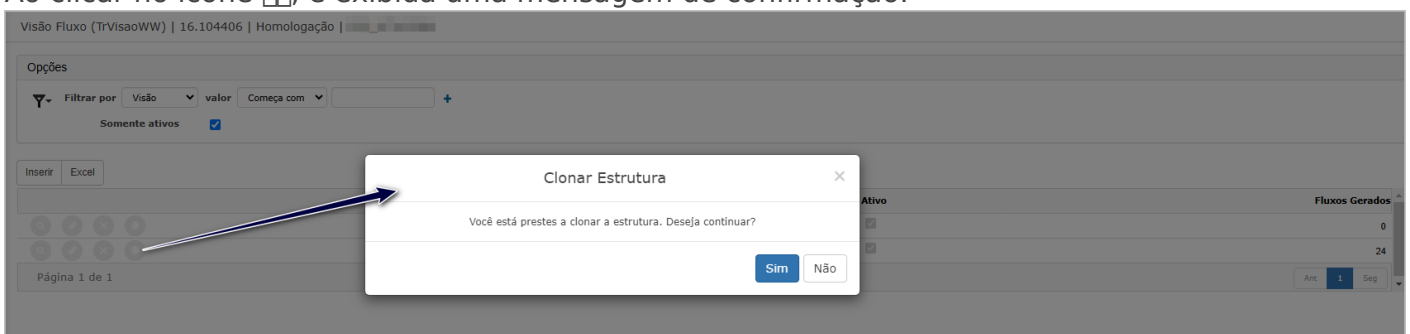 Ao clicar no ícone , é exibida uma mensagem de confirmação.
Visão Fluxo (TrVisaoWW) | 16.104406 | Homologação |
Opções
Filtrar por Visão valor Começa com +
Somente ativos
Inserir Excel
Clonar Estrutura ×
Ativo Fluxos Gerados
Você está prestes a clonar a estrutura. Deseja continuar?
0
24
Sim Não
Página 1 de 1 Ant 1 Seg